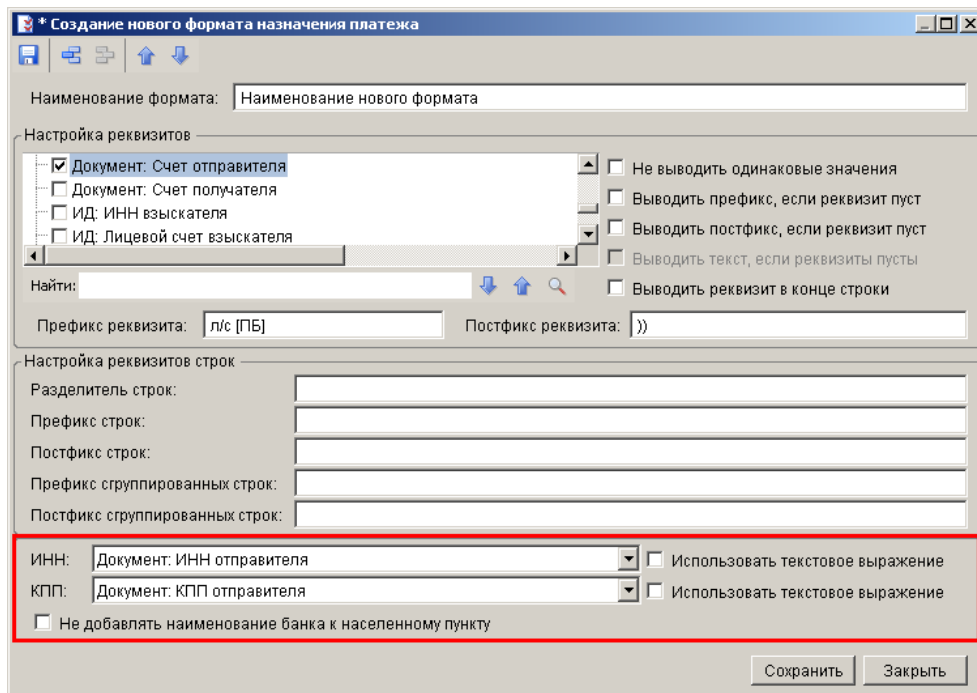 * Создание нового формата назначения платежа
Наименование формата: Наименование нового формата
Настройка реквизитов
Документ: Счет отправителя
Документ: Счет получателя
ИД: ИНН взыскателя
ИД: Лицевой счет взыскателя
Не выводить одинаковые значения
Выводить префикс, если реквизит пуст
Выводить постфикс, если реквизит пуст
Выводить текст, если реквизиты пусты
Выводить реквизит в конце строки
Найти:
Префикс реквизита: л/с [ПБ] Постфикс реквизита: ))
Настройка реквизитов строк
Разделитель строк:
Префикс строк:
Постфикс строк:
Префикс сгруппированных строк:
Постфикс сгруппированных строк:
ИНН: Документ: ИНН отправителя Использовать текстовое выражение
КПП: Документ: КПП отправителя Использовать текстовое выражение
Не добавлять наименование банка к населенному пункту
Сохранить Закрыть